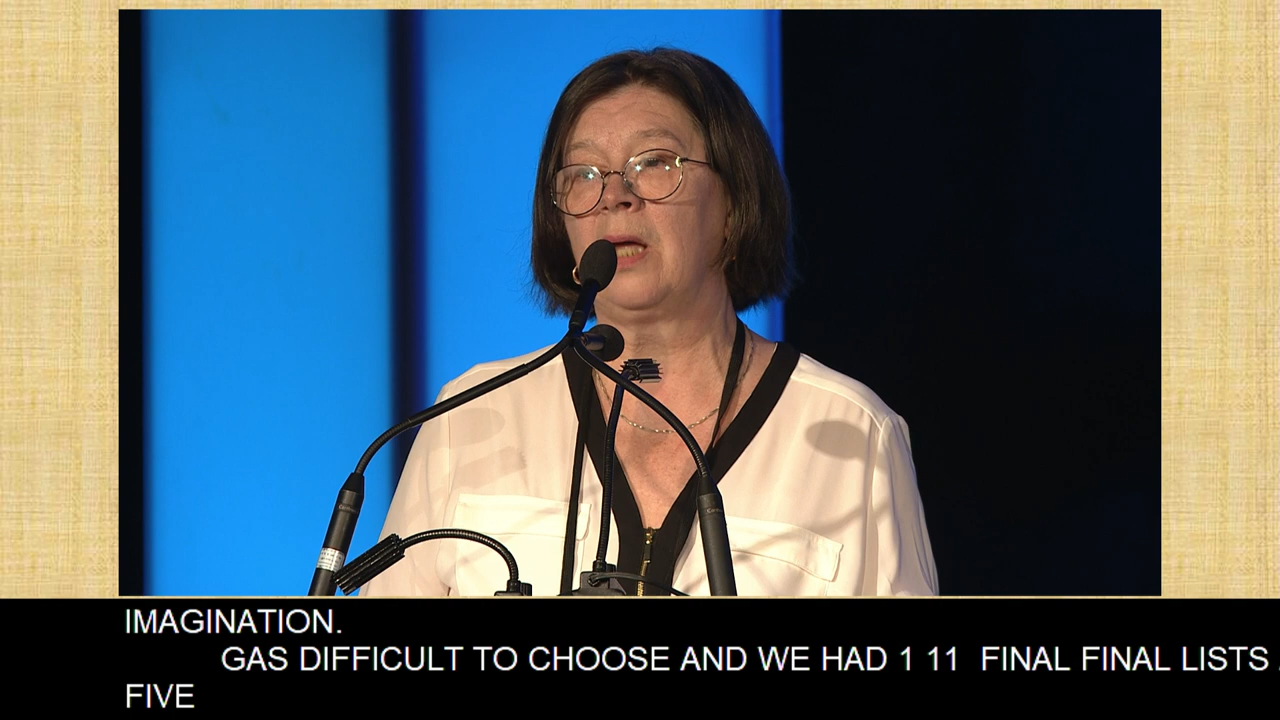 IMAGINATION.
GAS DIFFICULT TO CHOOSE AND WE HAD 1 11 FINAL FINAL LISTS
FIVE